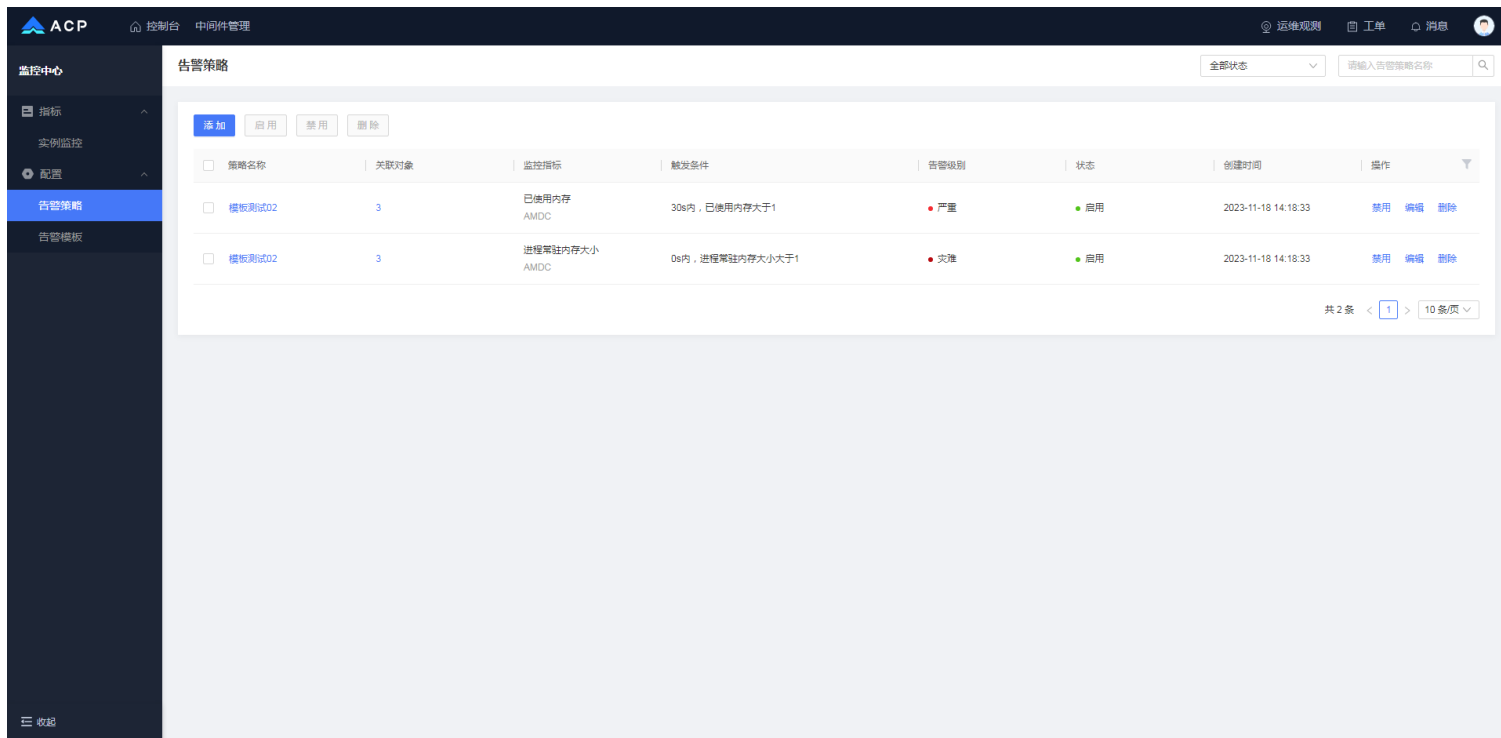 ACP 控制台 中间件管理 运维观测 工单 消息
监控中心
告警策略 全部状态 请输入告警策略名称
指标
实例监控
配置
告警策略
告警模板
收起
添加 启用 禁用 删除
策略名称 关联对象 监控指标 触发条件 告警级别 状态 创建时间 操作
模板测试02 3 已使用内存 30s内，已使用内存大于1 严重 启用 2023-11-18 14:18:33 禁用 编辑 删除
AMDC
模板测试02 3 进程常驻内存大小 0s内，进程常驻内存大小大于1 灾难 启用 2023-11-18 14:18:33 禁用 编辑 删除
AMDC
共 2 条 < 1 > 10 条/页